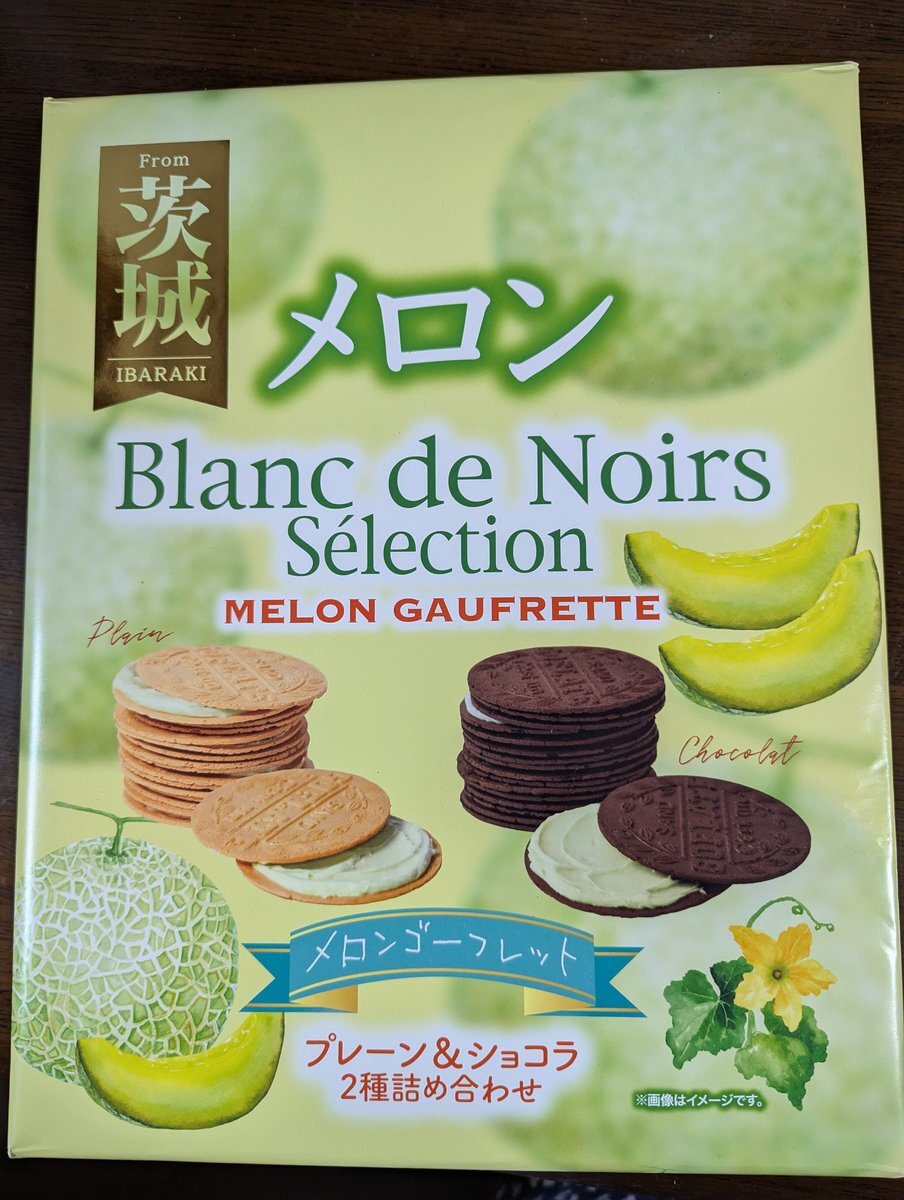 From
茨城
IBARAKI
メロン
Blanc de Noirs
Sélection
MELON GAUFRETTE
Plain
Chocolat
メロンゴーフレット
プレーン&ショコラ
2種詰め合わせ
※画像はイメージです。